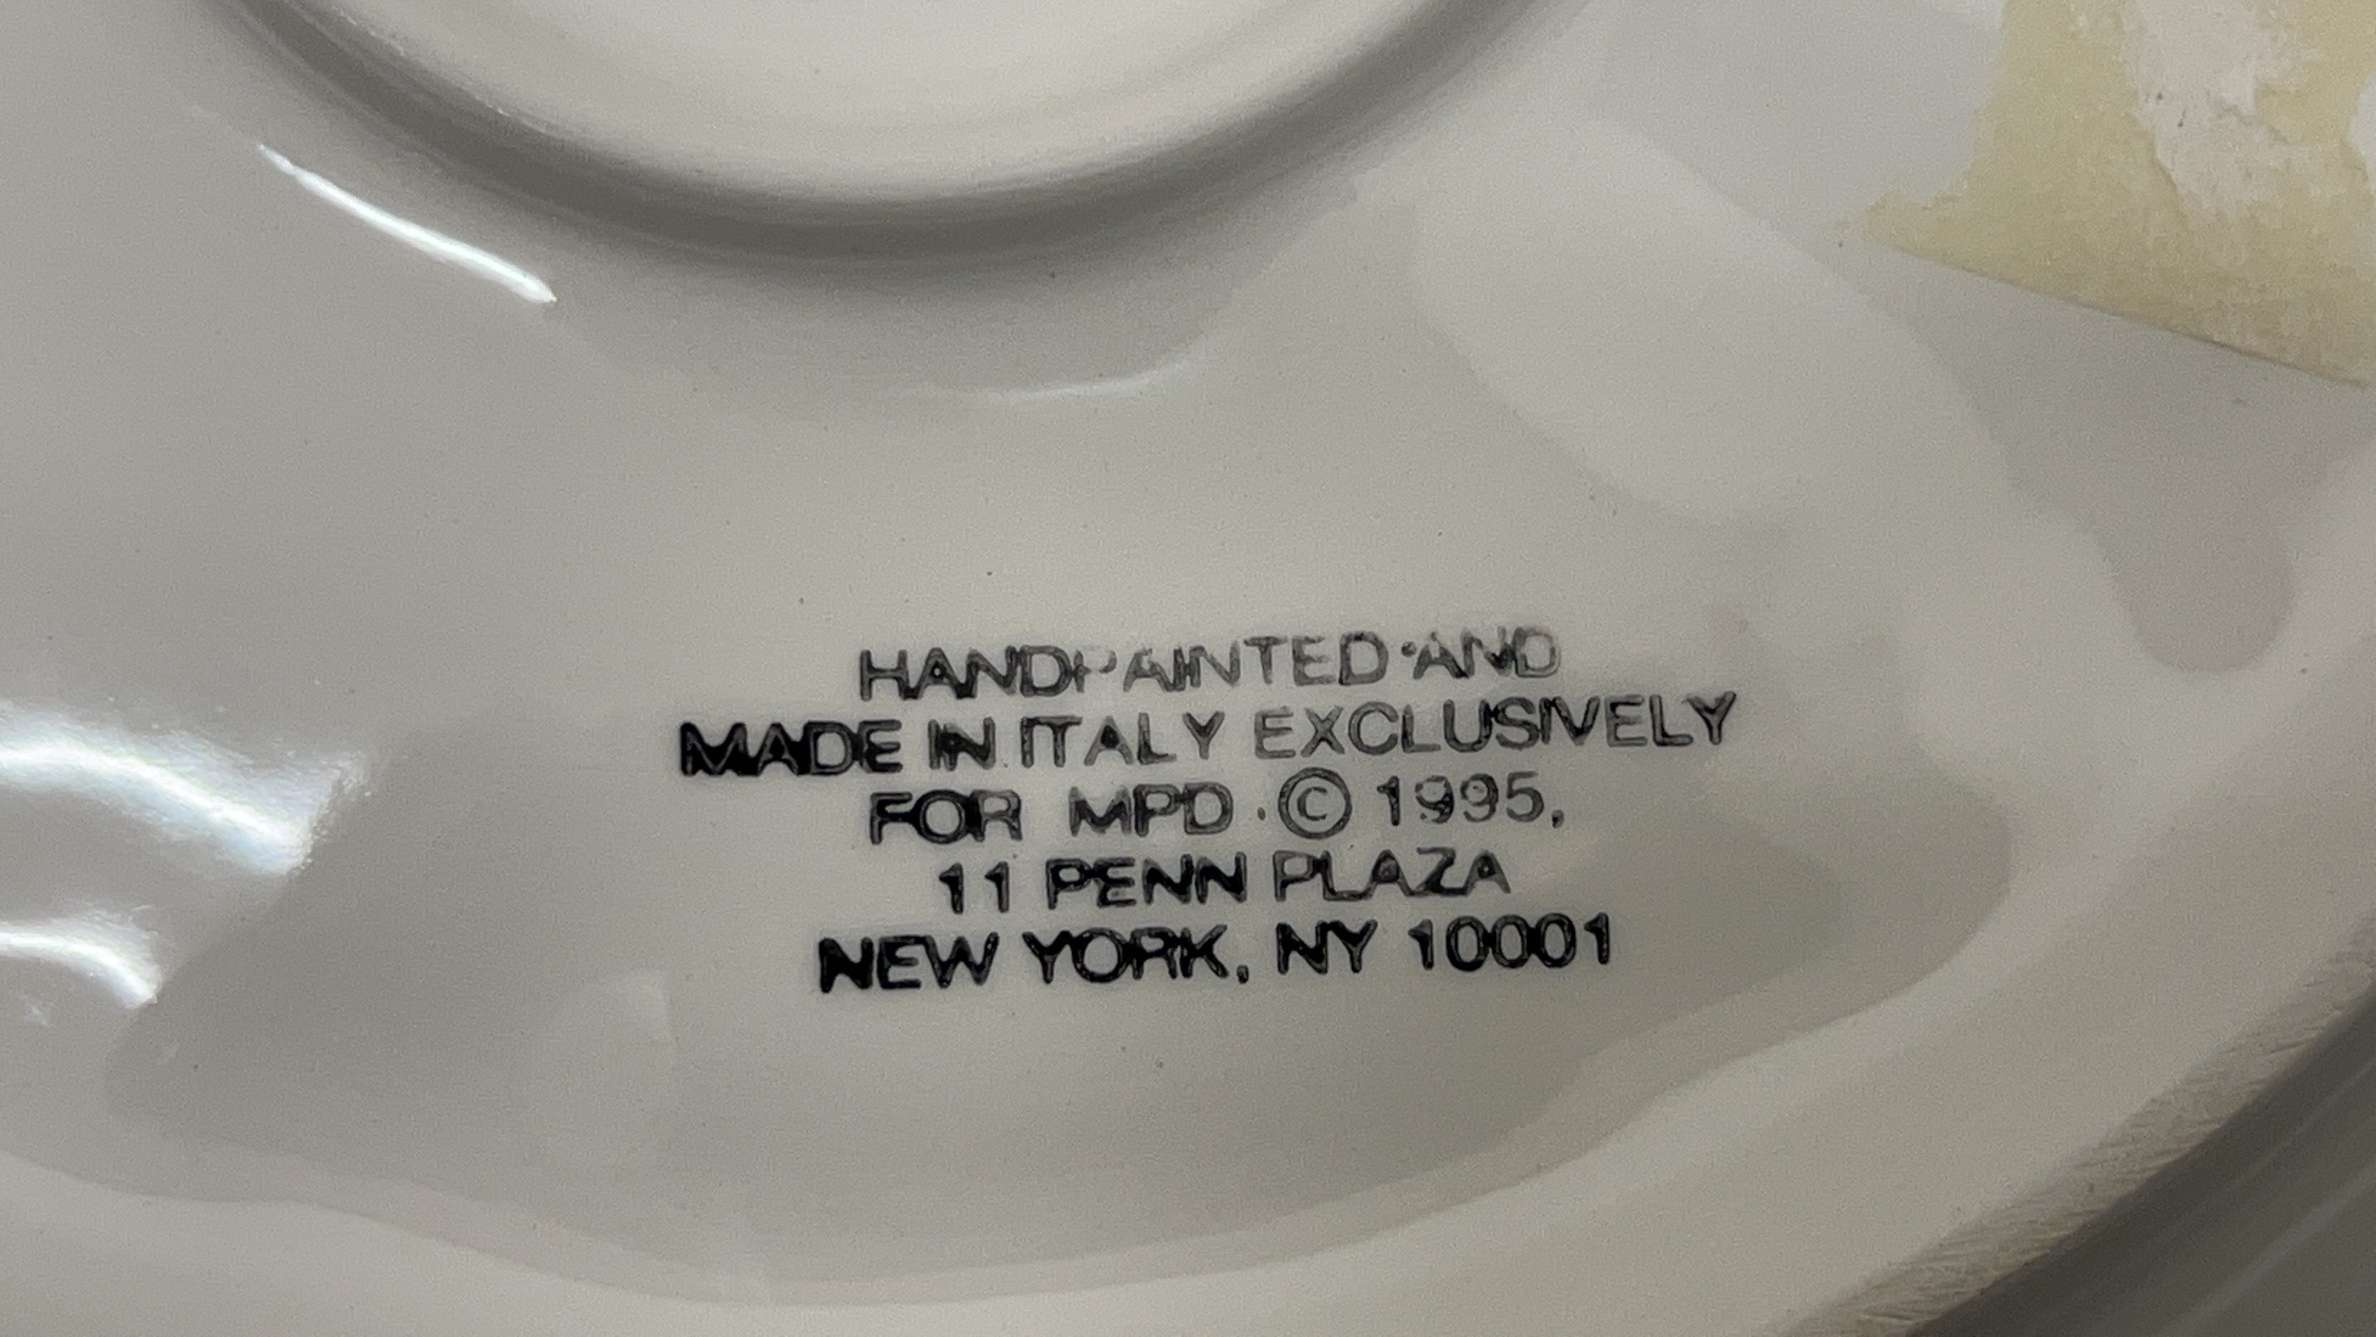 HANDPAINTED AND
MADE IN ITALY EXCLUSIVELY
FOR MPD. © 1995,
11 PENN PLAZA
NEW YORK, NY 10001